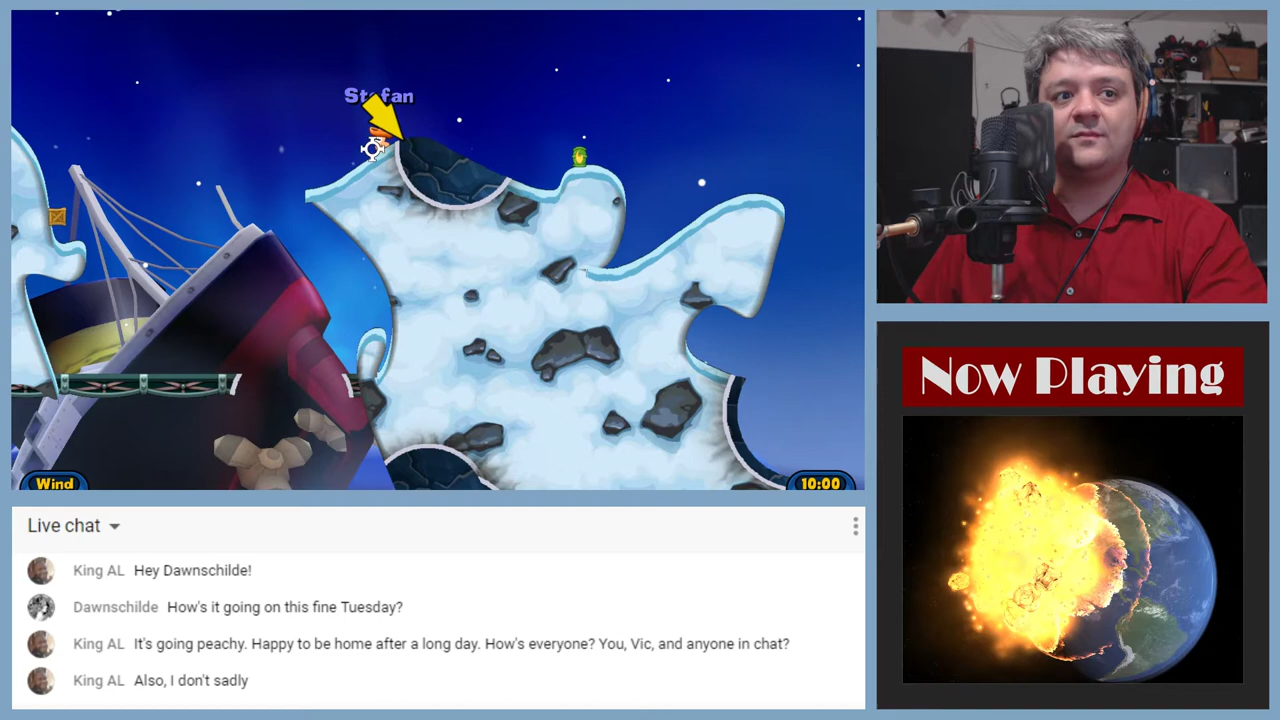 Stefan
Now Playing
Wind
10:00
Live chat
King AL Hey Dawnschilde!
Dawnschilde How's it going on this fine Tuesday?
King AL It's going peachy. Happy to be home after a long day. How's everyone? You, Vic, and anyone in chat?
King AL Also, I don't sadly